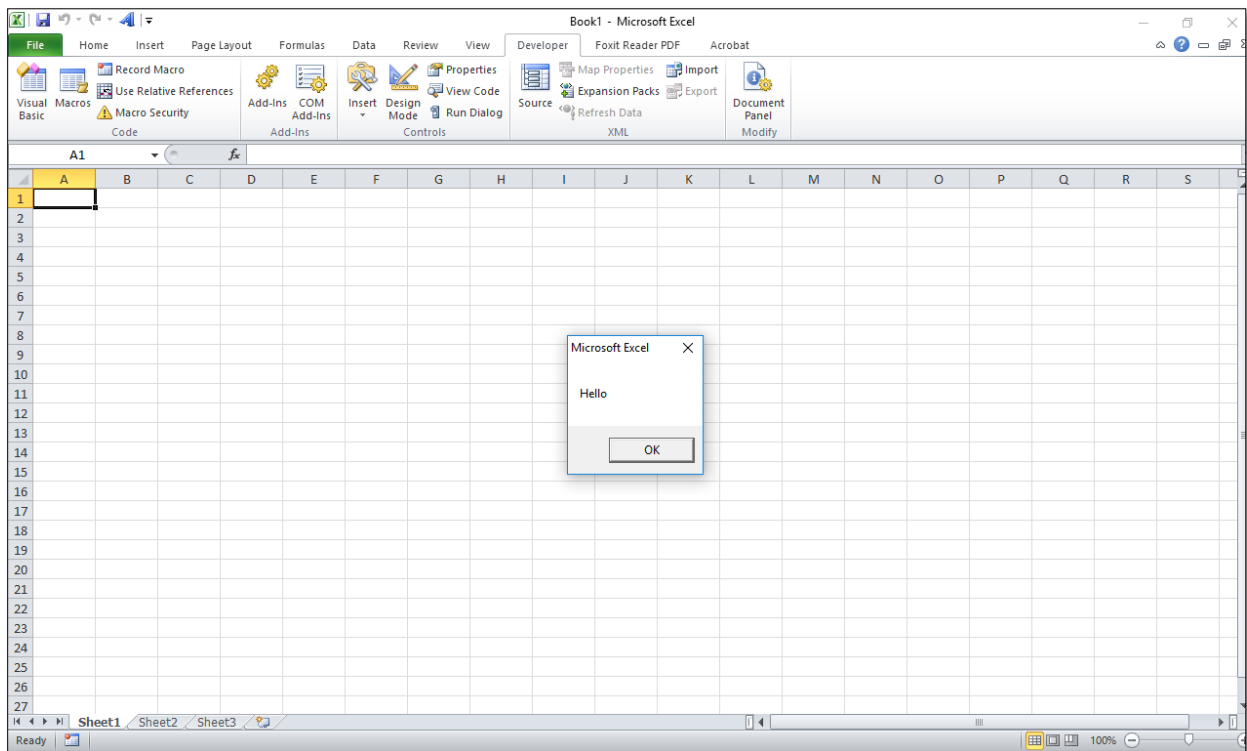 Book1 - Microsoft Excel
File Home Insert Page Layout Formulas Data Review View Developer Foxit Reader PDF Acrobat
Visual Basic
Macros
Record Macro
Use Relative References
Macro Security
Code
Add-Ins
COM Add-Ins
Add-Ins
Insert
Design Mode
Properties
View Code
Run Dialog
Controls
Source
Map Properties
Expansion Packs
Refresh Data
Import
Export
XML
Document Panel
Modify
A1 fx
A B C D E F G H I J K L M N O P Q R S
1
2
3
4
5
6
7
8
9
10
11
12
13
14
15
16
17
18
19
20
21
22
23
24
25
26
27
Microsoft Excel
Hello
OK
Sheet1 Sheet2 Sheet3
Ready 100%